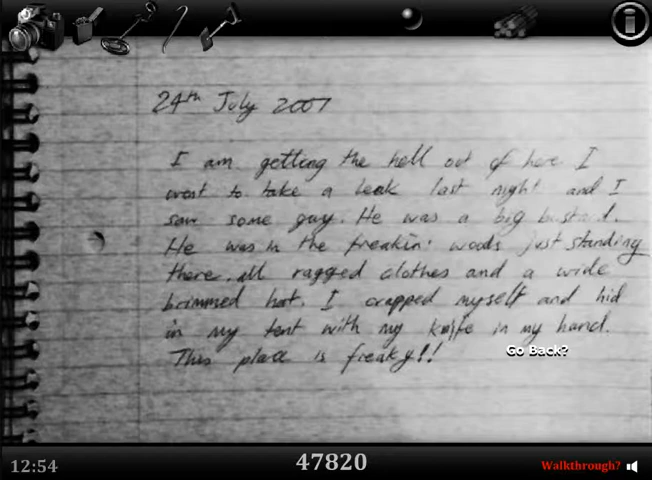 24th July 2007
I am getting the hell out of here I
went to take a leak last night and I
saw some guy. He was a big bastard.
He was in the freakin' woods just standing
there, all ragged clothes and a wide
brimmed hat. I crapped myself and hid
in my tent with my knife in my hand.
This place is freaky!!
Go Back?
12:54
47820
Walkthrough?